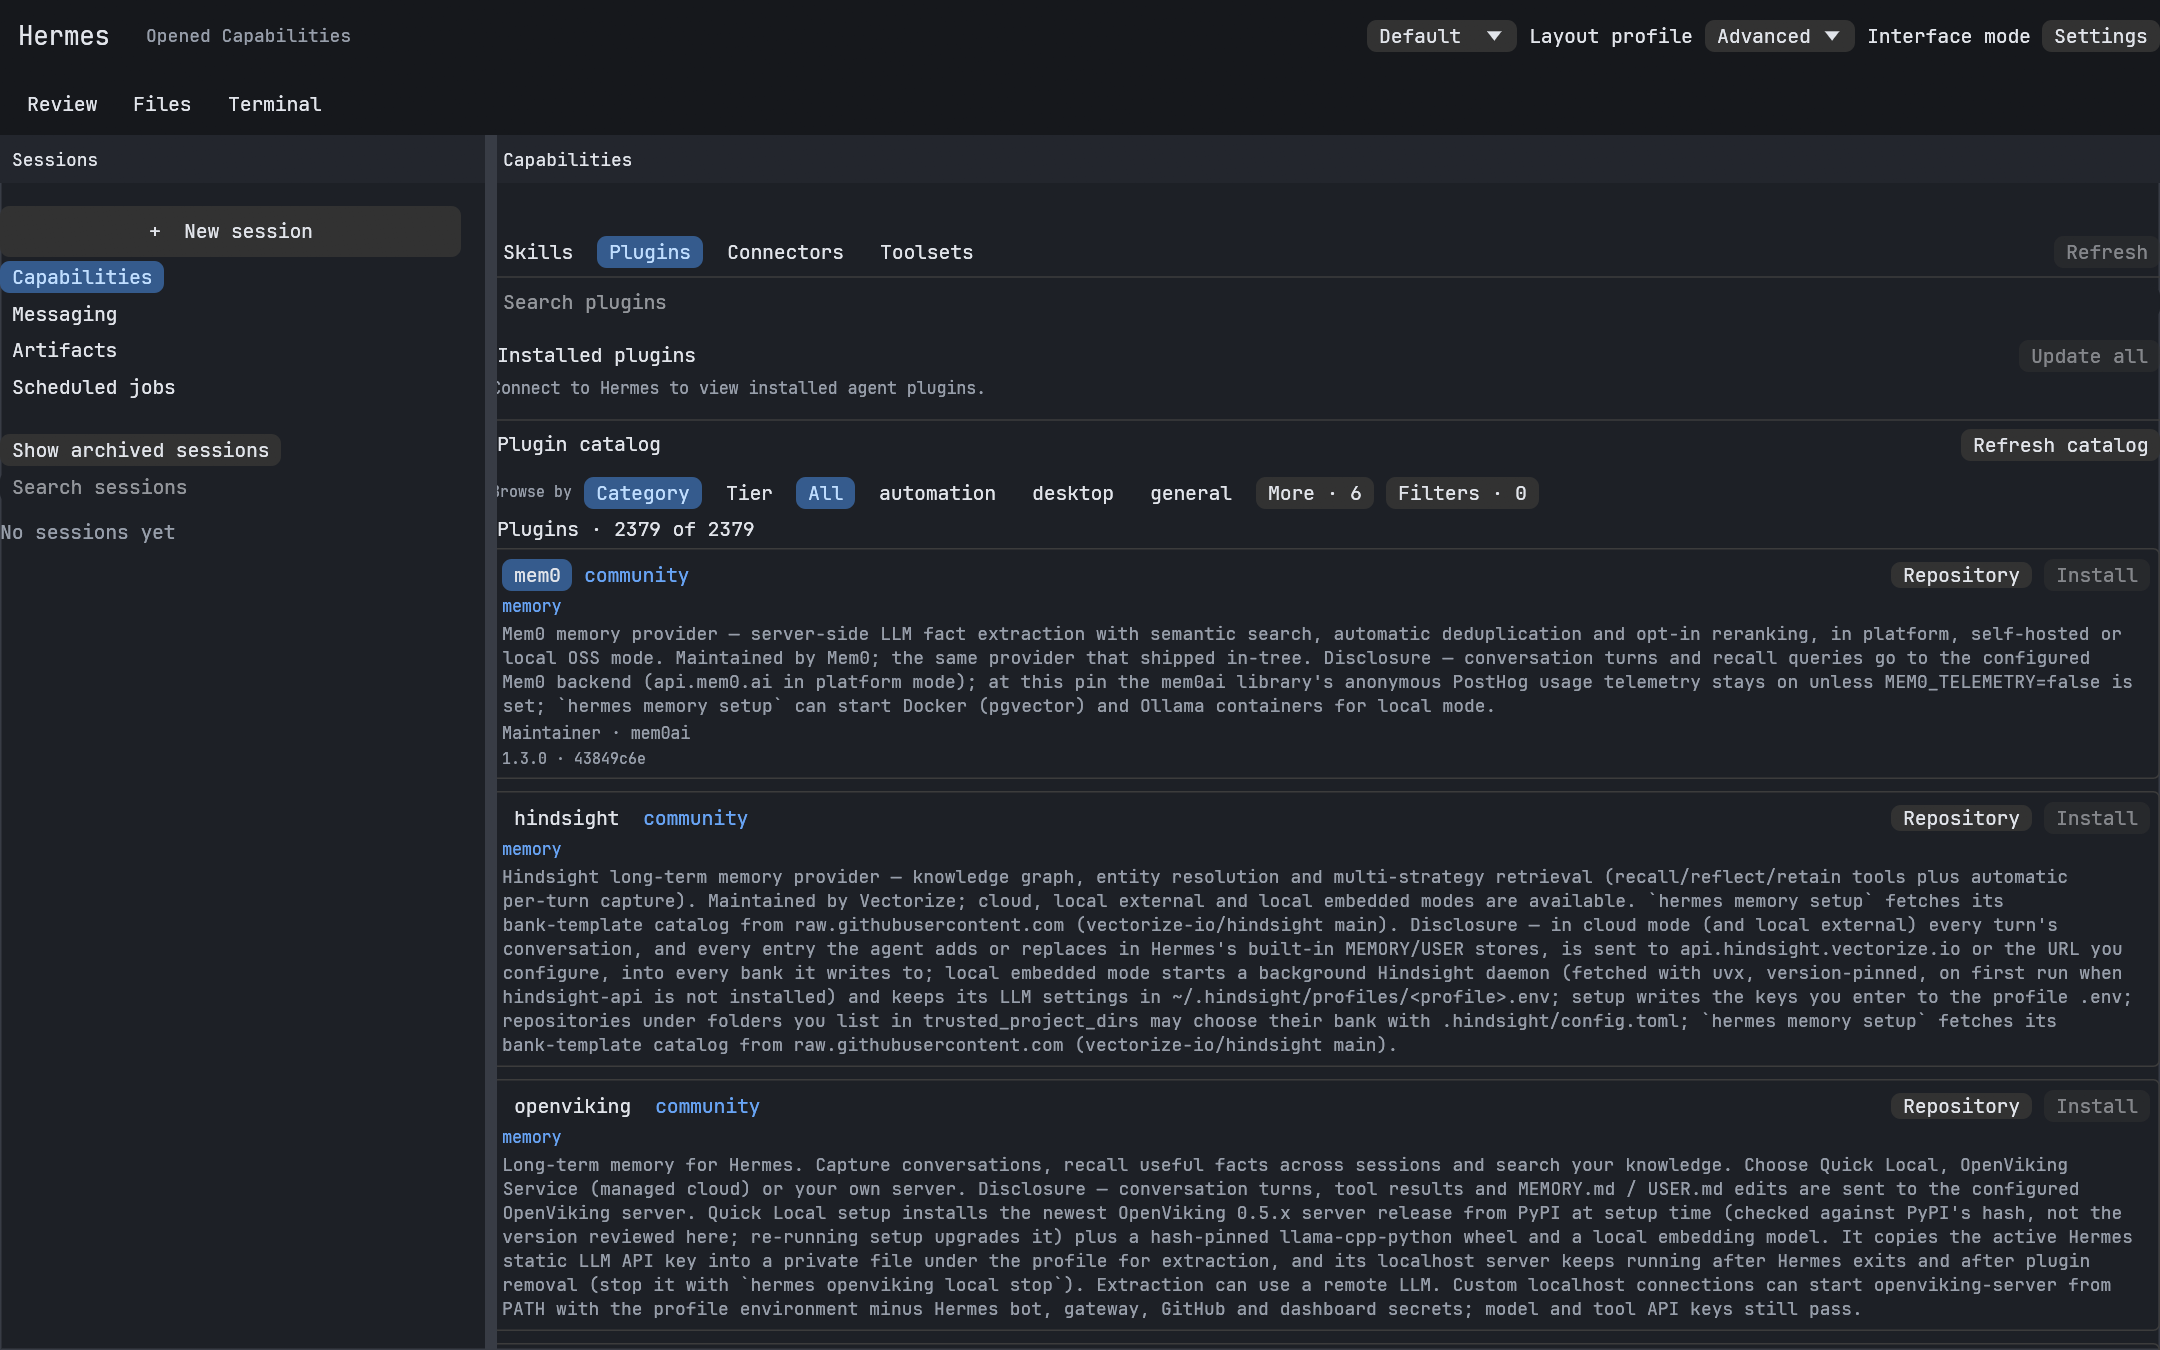 Hermes Opened Capabilities Default ▼ Layout profile Advanced ▼ Interface mode Settings
Review Files Terminal
Sessions
+ New session
Capabilities
Messaging
Artifacts
Scheduled jobs
Show archived sessions
Search sessions
No sessions yet
Capabilities
Skills Plugins Connectors Toolsets Refresh
Search plugins
Installed plugins Update all
Connect to Hermes to view installed agent plugins.
Plugin catalog Refresh catalog
Browse by Category Tier All automation desktop general More · 6 Filters · 0
Plugins · 2379 of 2379
mem0 community Repository Install
memory
Mem0 memory provider — server-side LLM fact extraction with semantic search, automatic deduplication and opt-in reranking, in platform, self-hosted or
local OSS mode. Maintained by Mem0; the same provider that shipped in-tree. Disclosure — conversation turns and recall queries go to the configured
Mem0 backend (api.mem0.ai in platform mode); at this pin the mem0ai library's anonymous PostHog usage telemetry stays on unless MEM0_TELEMETRY=false is
set; `hermes memory setup` can start Docker (pgvector) and Ollama containers for local mode.
Maintainer · mem0ai
1.3.0 · 43849c6e
hindsight community Repository Install
memory
Hindsight long-term memory provider — knowledge graph, entity resolution and multi-strategy retrieval (recall/reflect/retain tools plus automatic
per-turn capture). Maintained by Vectorize; cloud, local external and local embedded modes are available. `hermes memory setup` fetches its
bank-template catalog from raw.githubusercontent.com (vectorize-io/hindsight main). Disclosure — in cloud mode (and local external) every turn's
conversation, and every entry the agent adds or replaces in Hermes's built-in MEMORY/USER stores, is sent to api.hindsight.vectorize.io or the URL you
configure, into every bank it writes to; local embedded mode starts a background Hindsight daemon (fetched with uvx, version-pinned, on first run when
hindsight-api is not installed) and keeps its LLM settings in ~/.hindsight/profiles/<profile>.env; setup writes the keys you enter to the profile .env;
repositories under folders you list in trusted_project_dirs may choose their bank with .hindsight/config.toml; `hermes memory setup` fetches its
bank-template catalog from raw.githubusercontent.com (vectorize-io/hindsight main).
openviking community Repository Install
memory
Long-term memory for Hermes. Capture conversations, recall useful facts across sessions and search your knowledge. Choose Quick Local, OpenViking
Service (managed cloud) or your own server. Disclosure — conversation turns, tool results and MEMORY.md / USER.md edits are sent to the configured
OpenViking server. Quick Local setup installs the newest OpenViking 0.5.x server release from PyPI at setup time (checked against PyPI's hash, not the
version reviewed here; re-running setup upgrades it) plus a hash-pinned llama-cpp-python wheel and a local embedding model. It copies the active Hermes
static LLM API key into a private file under the profile for extraction, and its localhost server keeps running after Hermes exits and after plugin
removal (stop it with `hermes openviking local stop`). Extraction can use a remote LLM. Custom localhost connections can start openviking-server from
PATH with the profile environment minus Hermes bot, gateway, GitHub and dashboard secrets; model and tool API keys still pass.